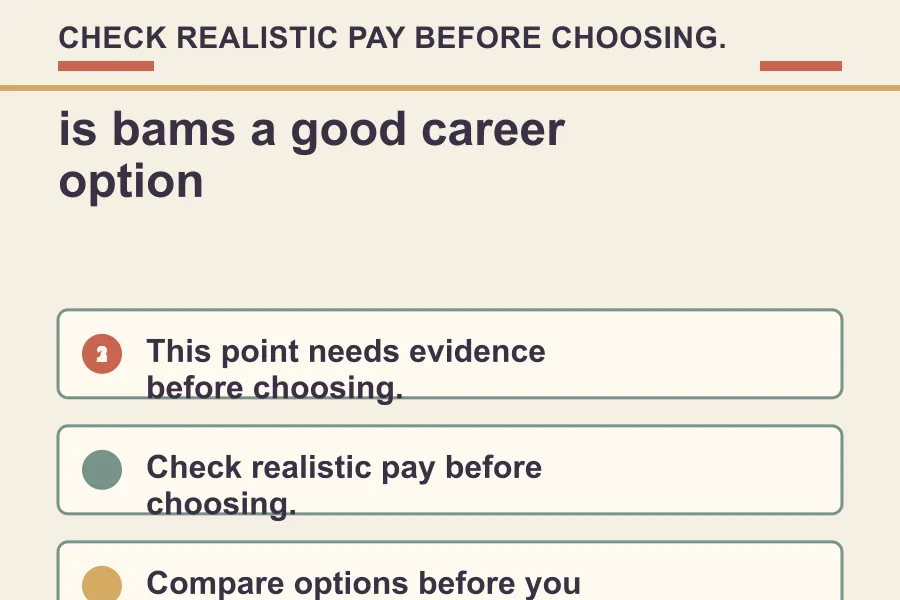 CHECK REALISTIC PAY BEFORE CHOOSING.
is bams a good career
option
This point needs evidence
before choosing.
Check realistic pay before
choosing.
Compare options before you